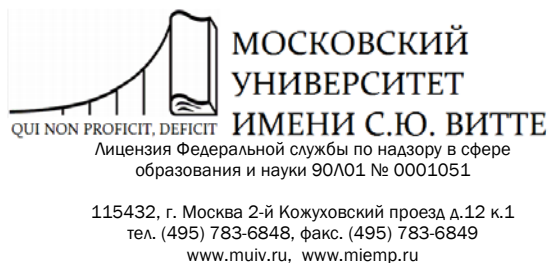 МОСКОВСКИЙ
УНИВЕРСИТЕТ
ИМЕНИ С.Ю. ВИТТЕ
QUI NON PROFICIT, DEFICIT
Лицензия Федеральной службы по надзору в сфере
образования и науки 90Л01 № 0001051
115432, г. Москва 2-й Кожуховский проезд д.12 к.1
тел. (495) 783-6848, факс. (495) 783-6849
www.muiv.ru, www.miemp.ru